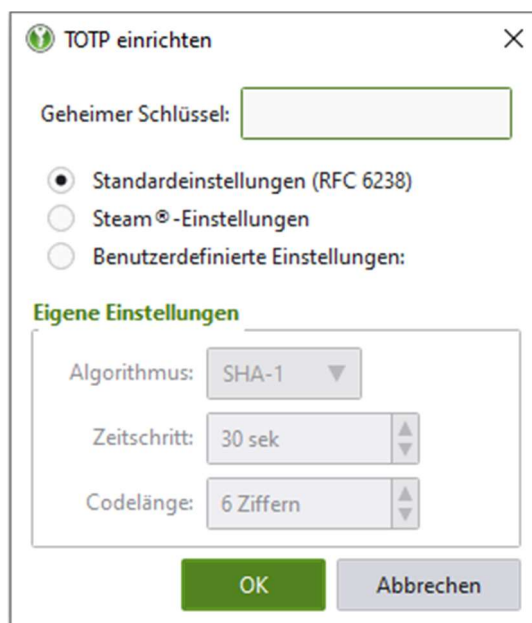 TOTP einrichten
Geheimer Schlüssel:
Standardeinstellungen (RFC 6238)
Steam®-Einstellungen
Benutzerdefinierte Einstellungen:
Eigene Einstellungen
Algorithmus: SHA-1
Zeitschritt: 30 sek
Codelänge: 6 Ziffern
OK Abbrechen